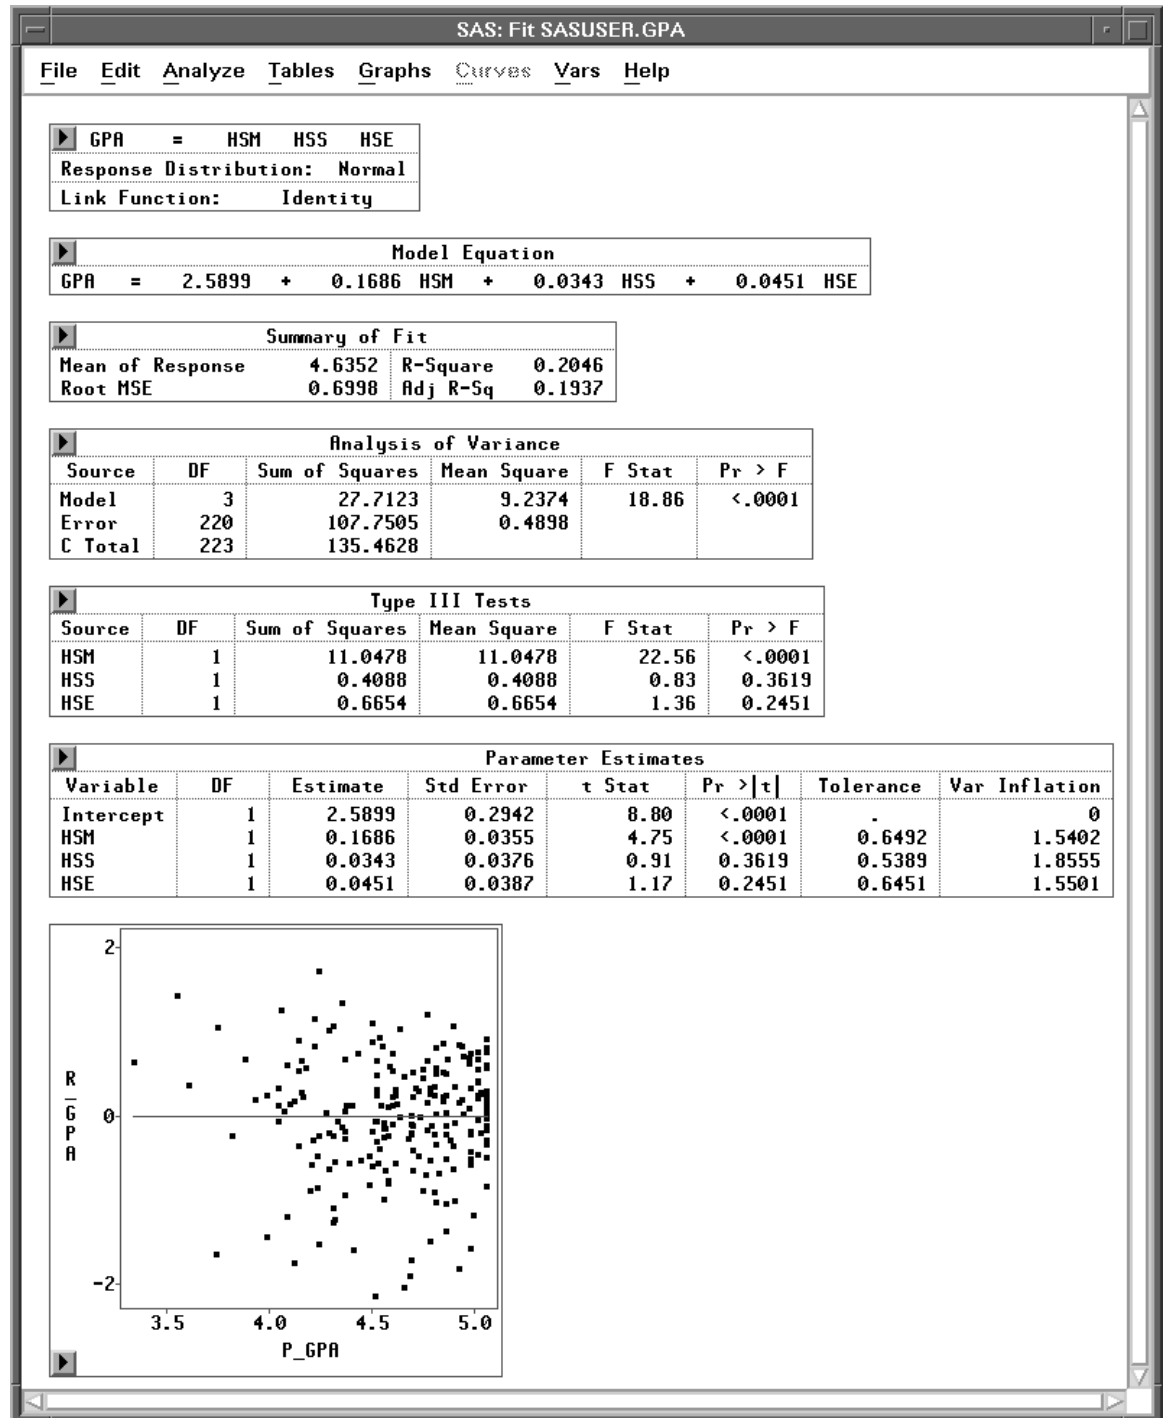 SAS: Fit SASUSER.GPA
File Edit Analyze Tables Graphs Curves Vars Help
GPA = HSM HSS HSE
Response Distribution: Normal
Link Function: Identity
Model Equation
GPA = 2.5899 + 0.1686 HSM + 0.0343 HSS + 0.0451 HSE
Summary of Fit
Mean of Response 4.6352 R-Square 0.2046
Root MSE 0.6998 Adj R-Sq 0.1937
Analysis of Variance
Source DF Sum of Squares Mean Square F Stat Pr > F
Model 3 27.7123 9.2374 18.86 <.0001
Error 220 107.7505 0.4898
C Total 223 135.4628
Type III Tests
Source DF Sum of Squares Mean Square F Stat Pr > F
HSM 1 11.0478 11.0478 22.56 <.0001
HSS 1 0.4088 0.4088 0.83 0.3619
HSE 1 0.6654 0.6654 1.36 0.2451
Parameter Estimates
Variable DF Estimate Std Error t Stat Pr >|t| Tolerance Var Inflation
Intercept 1 2.5899 0.2942 8.80 <.0001 . 0
HSM 1 0.1686 0.0355 4.75 <.0001 0.6492 1.5402
HSS 1 0.0343 0.0376 0.91 0.3619 0.5389 1.8555
HSE 1 0.0451 0.0387 1.17 0.2451 0.6451 1.5501
2
R_GPA
0
-2
3.5 4.0 4.5 5.0
P_GPA